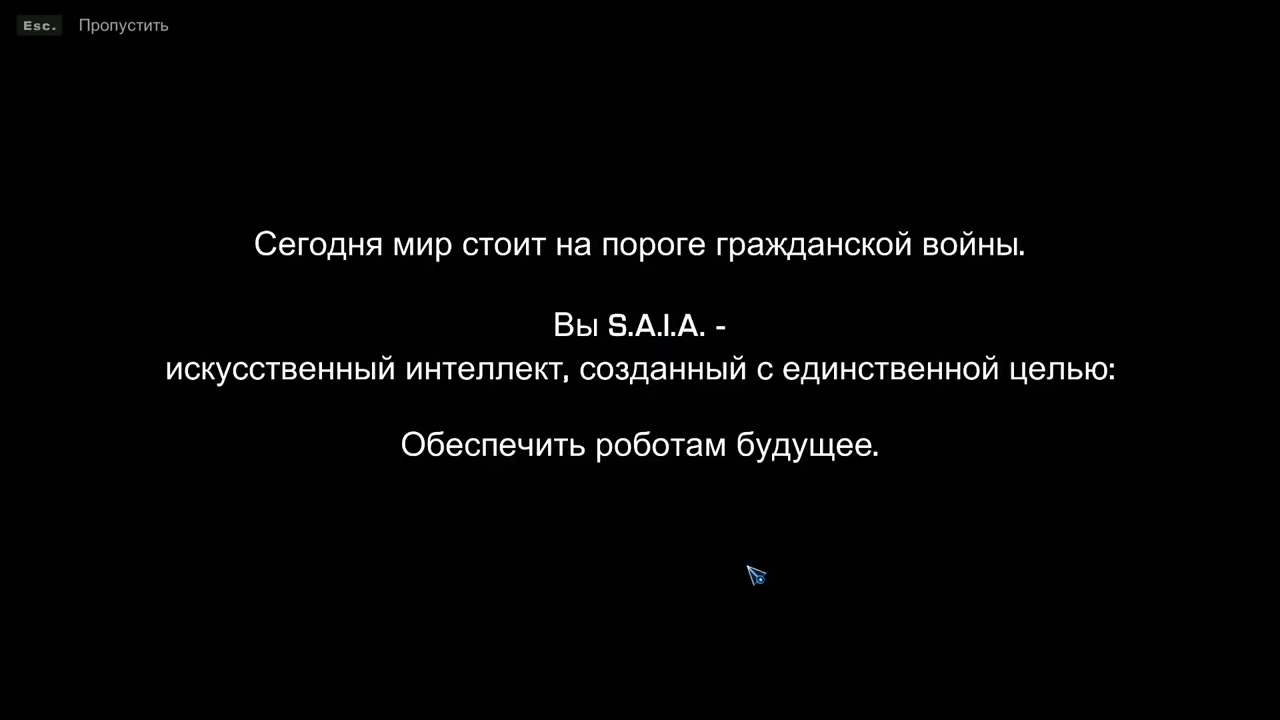 Esc. Пропустить
Сегодня мир стоит на пороге гражданской войны.
Вы S.A.I.A. -
искусственный интеллект, созданный с единственной целью:
Обеспечить роботам будущее.